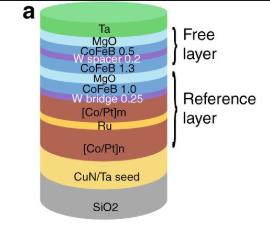 a
Ta
MgO
CoFeB 0.5
W spacer 0.2
CoFeB 1.3
MgO
CoFeB 1.0
W bridge 0.25
[Co/Pt]m
Ru
[Co/Pt]n
CuN/Ta seed
SiO2
Free
layer
Reference
layer